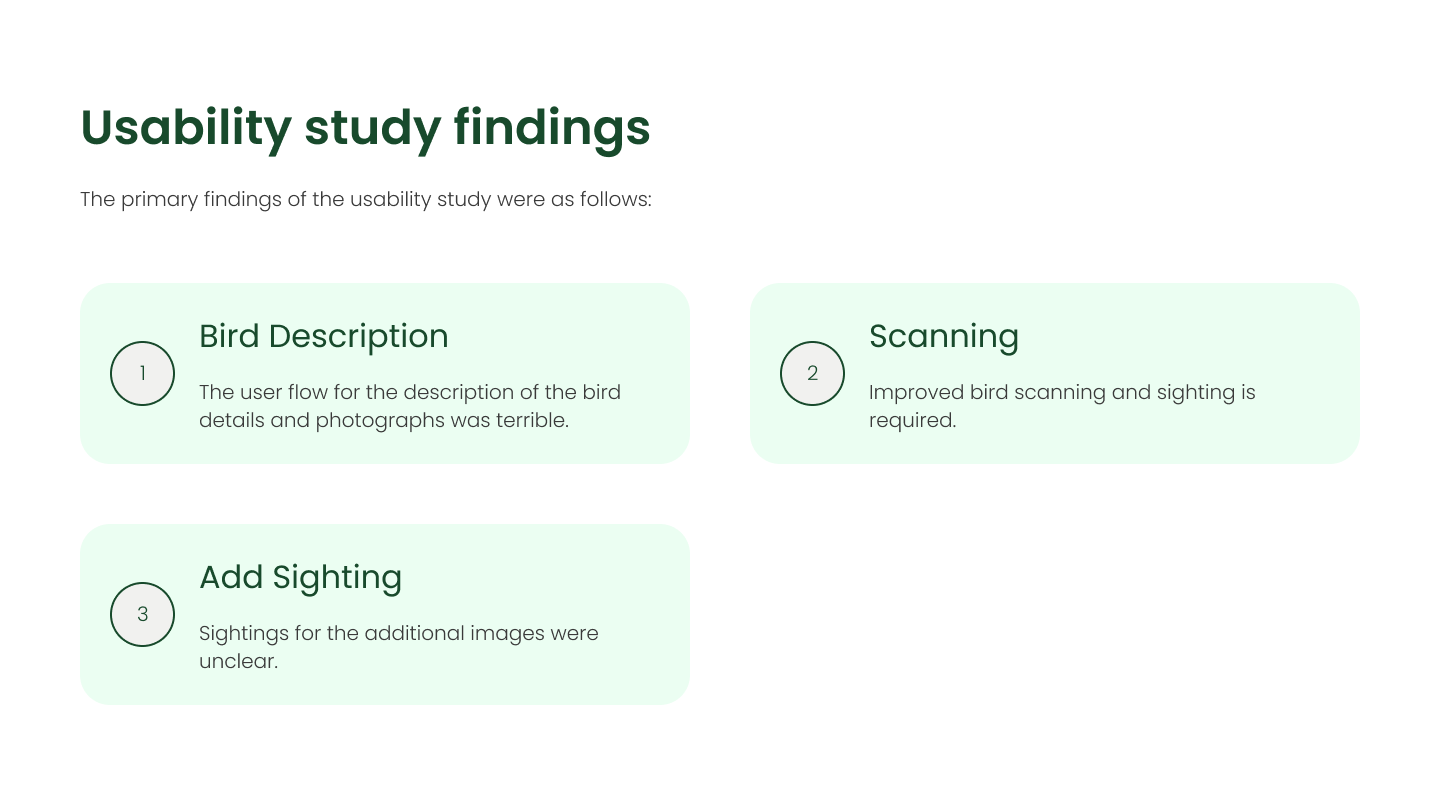 Usability study findings
The primary findings of the usability study were as follows:
1
Bird Description
The user flow for the description of the bird
details and photographs was terrible.
2
Scanning
Improved bird scanning and sighting is
required.
3
Add Sighting
Sightings for the additional images were
unclear.